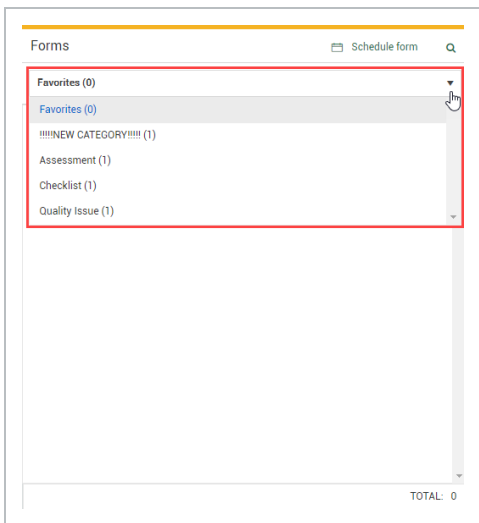 Forms Schedule form
Favorites (0)
Favorites (0)
!!!!!NEW CATEGORY!!!!! (1)
Assessment (1)
Checklist (1)
Quality Issue (1)
TOTAL: 0